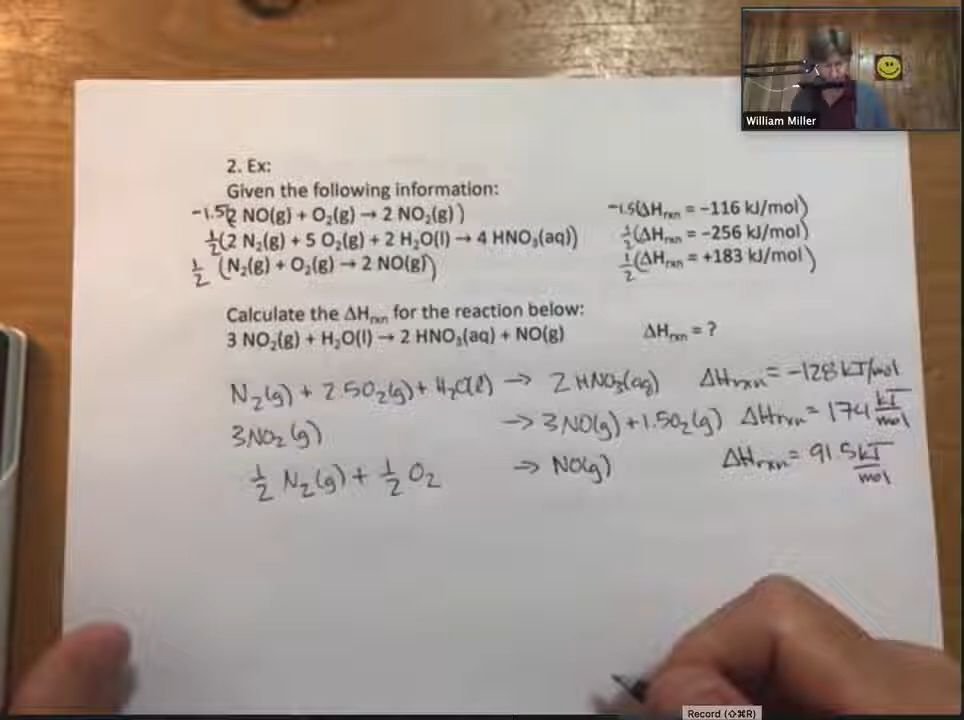 William Miller
2. Ex:
Given the following information:
-1.5(2 NO(g) + O₂(g) → 2 NO₂(g)) -1.5(ΔHᵣₓₙ = -116 kJ/mol)
½(2 N₂(g) + 5 O₂(g) + 2 H₂O(l) → 4 HNO₃(aq)) ½(ΔHᵣₓₙ = -256 kJ/mol)
½ (N₂(g) + O₂(g) → 2 NO(g)) ½(ΔHᵣₓₙ = +183 kJ/mol)
Calculate the ΔHᵣₓₙ for the reaction below:
3 NO₂(g) + H₂O(l) → 2 HNO₃(aq) + NO(g) ΔHᵣₓₙ = ?
N₂(g) + 2.5O₂(g) + H₂O(l) → 2 HNO₃(aq) ΔHᵣₓₙ = -128 kJ/mol
3NO₂(g) → 3NO(g) + 1.5O₂(g) ΔHᵣₓₙ = 174 kJ/mol
½ N₂(g) + ½ O₂ → NO(g) ΔHᵣₓₙ = 91.5 kJ/mol
Record (⇧⌘R)